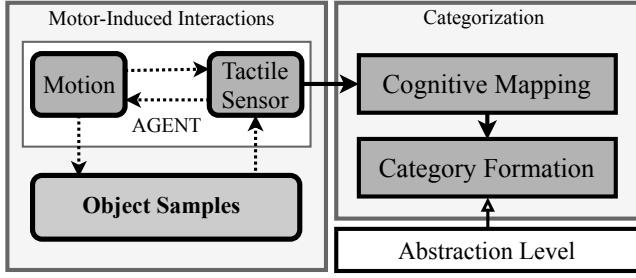 Motor-Induced Interactions
Motion
Tactile
Sensor
AGENT
Object Samples
Categorization
Cognitive Mapping
Category Formation
Abstraction Level